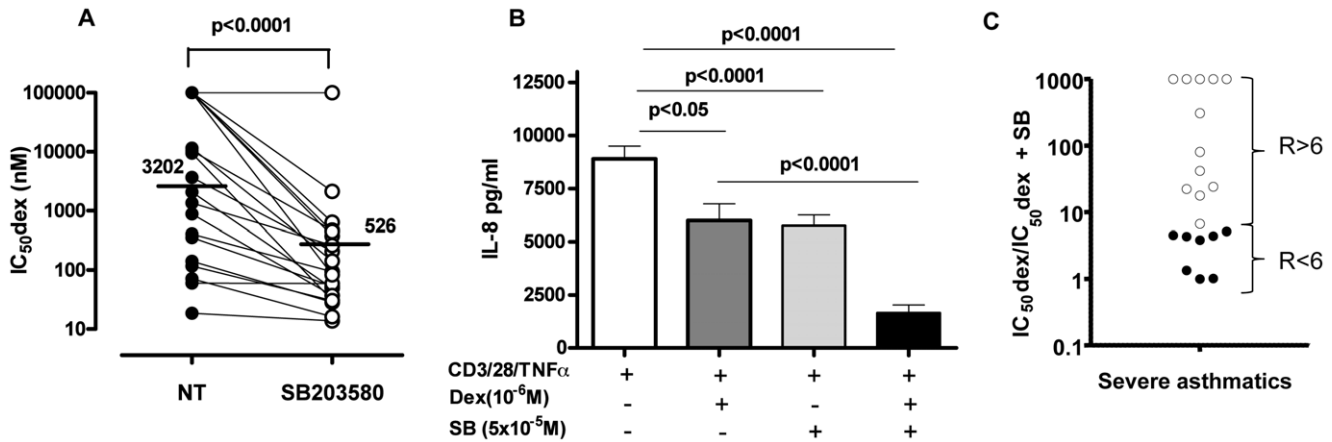 A
p<0.0001
IC₅₀dex (nM)
100000
10000
1000
100
10
3202
526
NT
SB203580
B
p<0.0001
p<0.0001
p<0.05
p<0.0001
IL-8 pg/ml
12500
10000
7500
5000
2500
0
CD3/28/TNFα + + + +
Dex(10⁻⁶M) - + - +
SB (5x10⁻⁵M) - - + +
C
IC₅₀dex/IC₅₀dex + SB
1000
100
10
1
0.1
R>6
R<6
Severe asthmatics